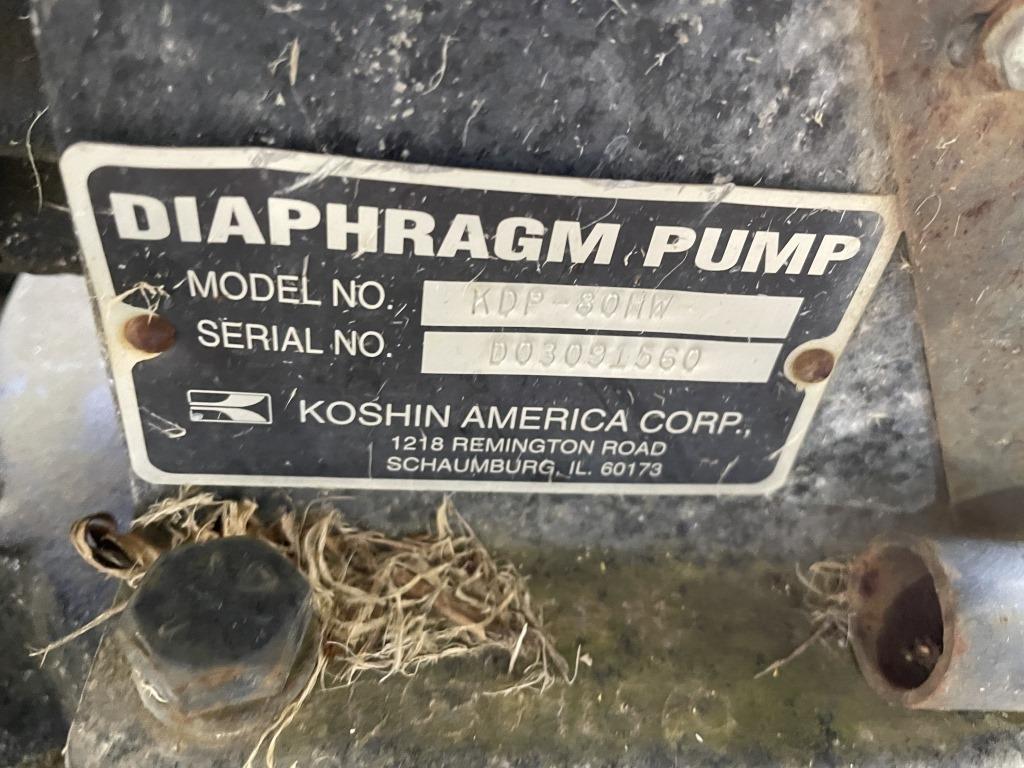 DIAPHRAGM PUMP
MODEL NO. KDP-80HW
SERIAL NO. D03091560
KOSHIN AMERICA CORP.,
1218 REMINGTON ROAD
SCHAUMBURG, IL. 60173